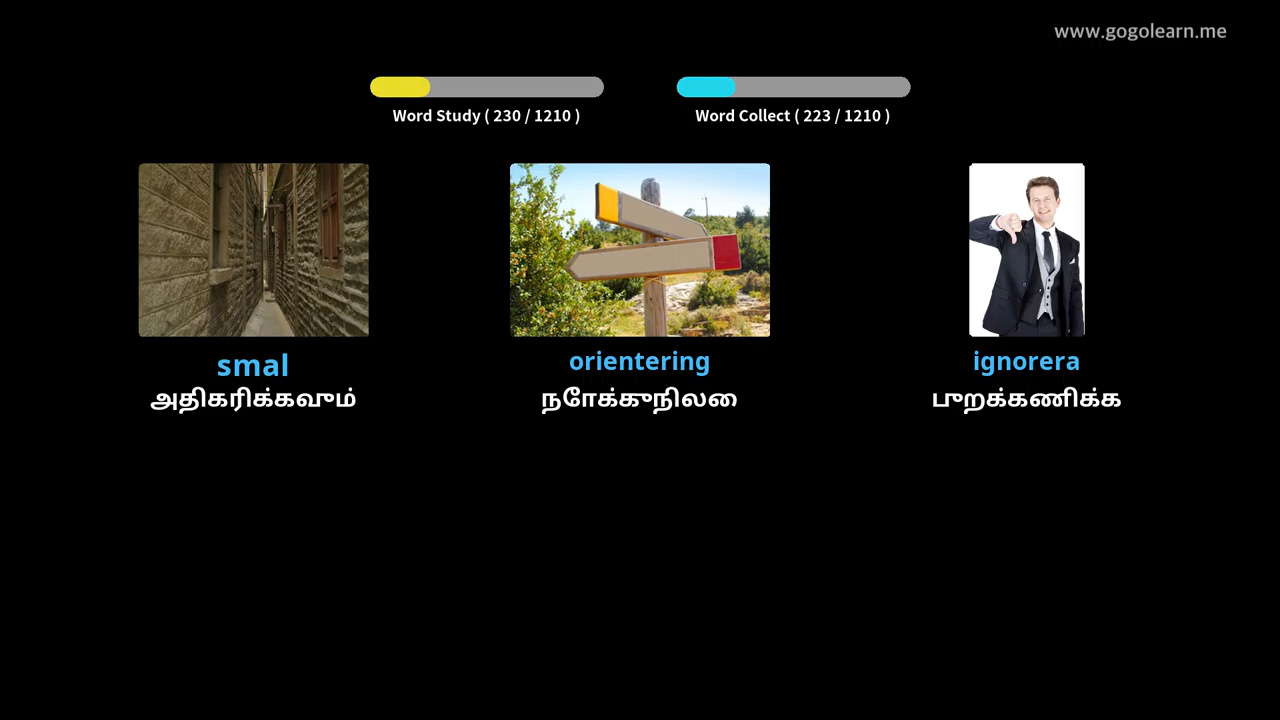 www.gogolearn.me
Word Study ( 230 / 1210 )
Word Collect ( 223 / 1210 )
smal
orientering
ignorera
அதிகரிக்கவும்
நோக்குநிலை
புறக்கணிக்க